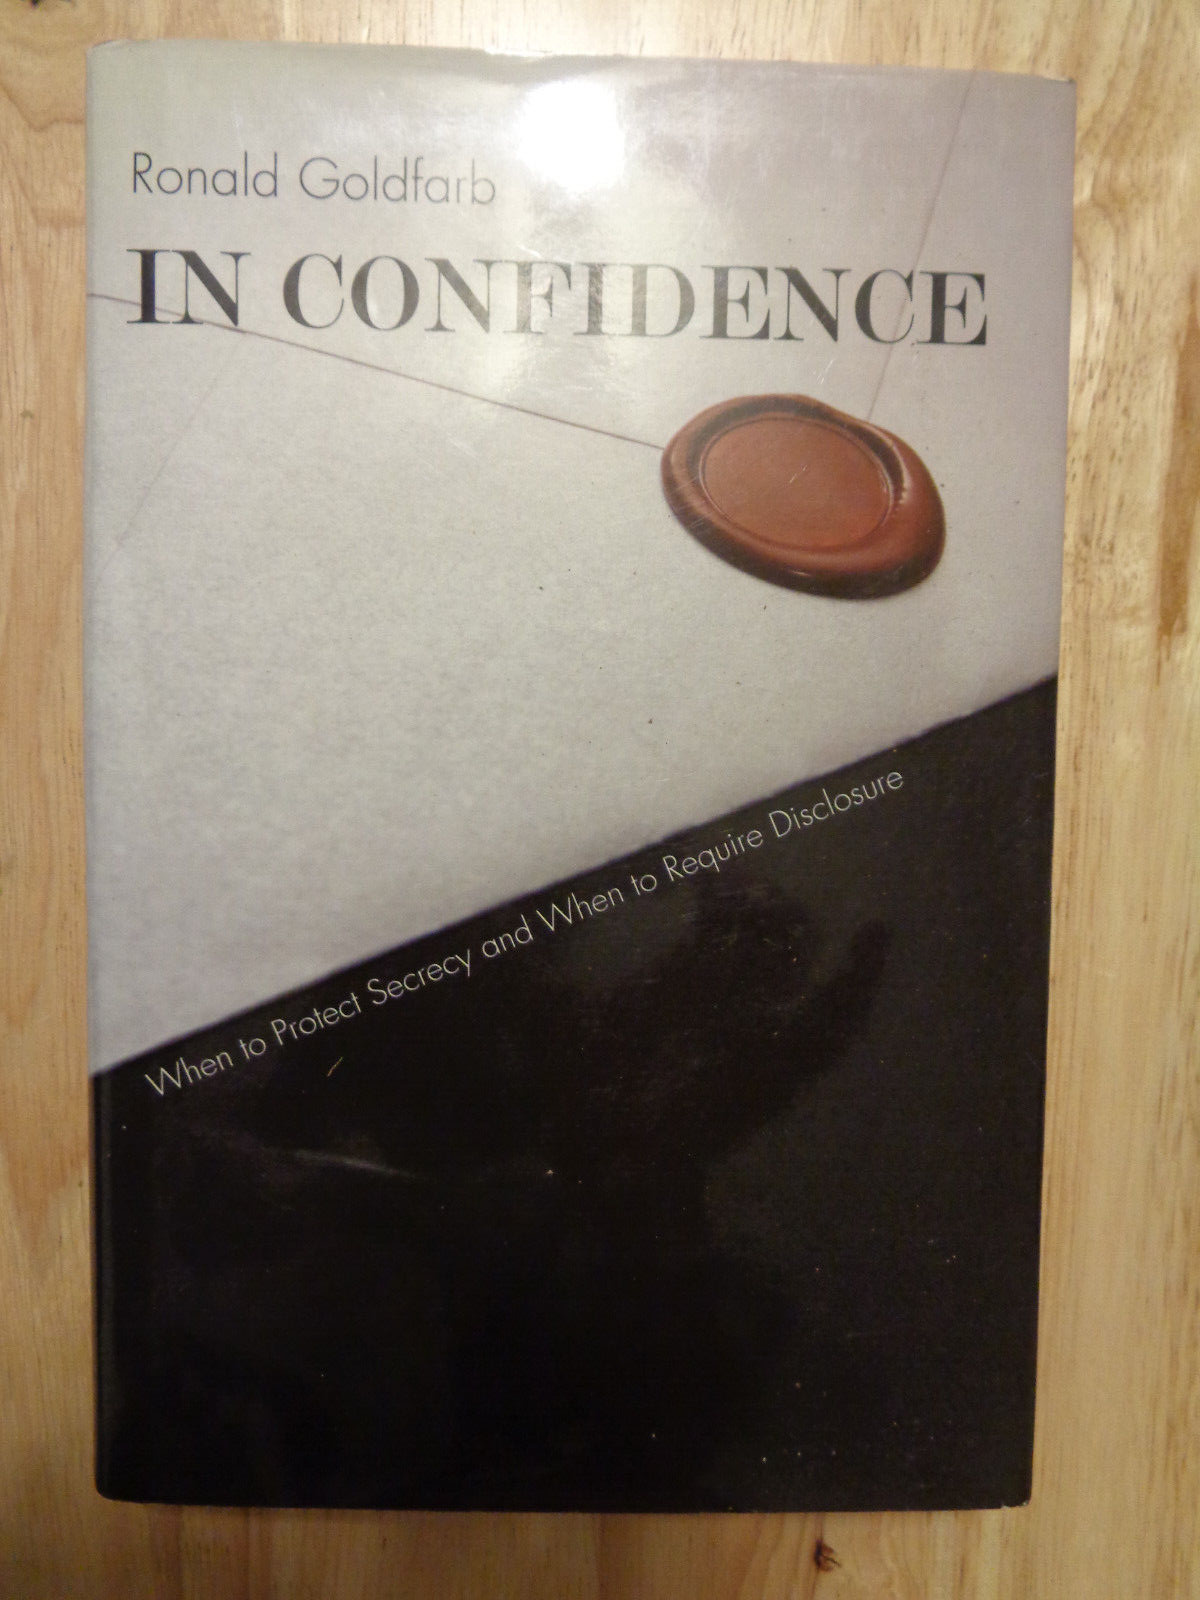 Ronald Goldfarb
IN CONFIDENCE
When to Protect Secrecy and When to Require Disclosure